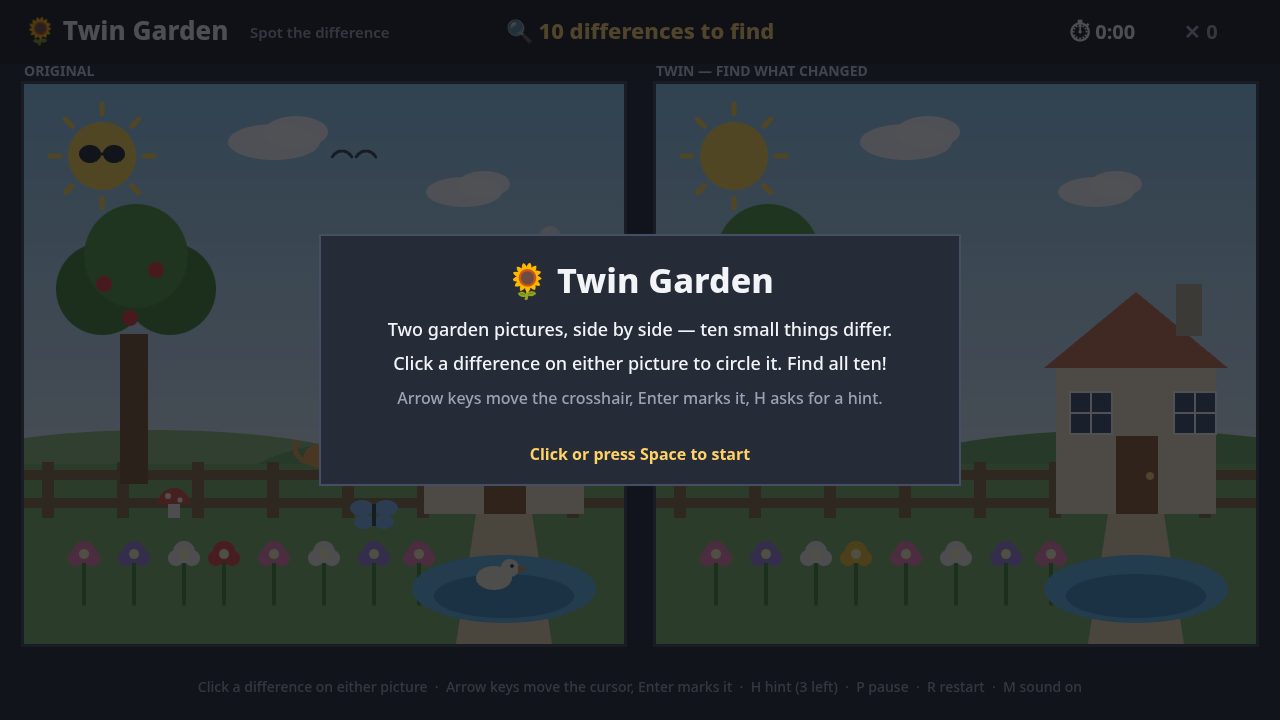 🌻 Twin Garden
Spot the difference
🔍 10 differences to find
⏱ 0:00
✕ 0
ORIGINAL
TWIN — FIND WHAT CHANGED
🌻 Twin Garden
Two garden pictures, side by side — ten small things differ.
Click a difference on either picture to circle it. Find all ten!
Arrow keys move the crosshair, Enter marks it, H asks for a hint.
Click or press Space to start
Click a difference on either picture · Arrow keys move the cursor, Enter marks it · H hint (3 left) · P pause · R restart · M sound on